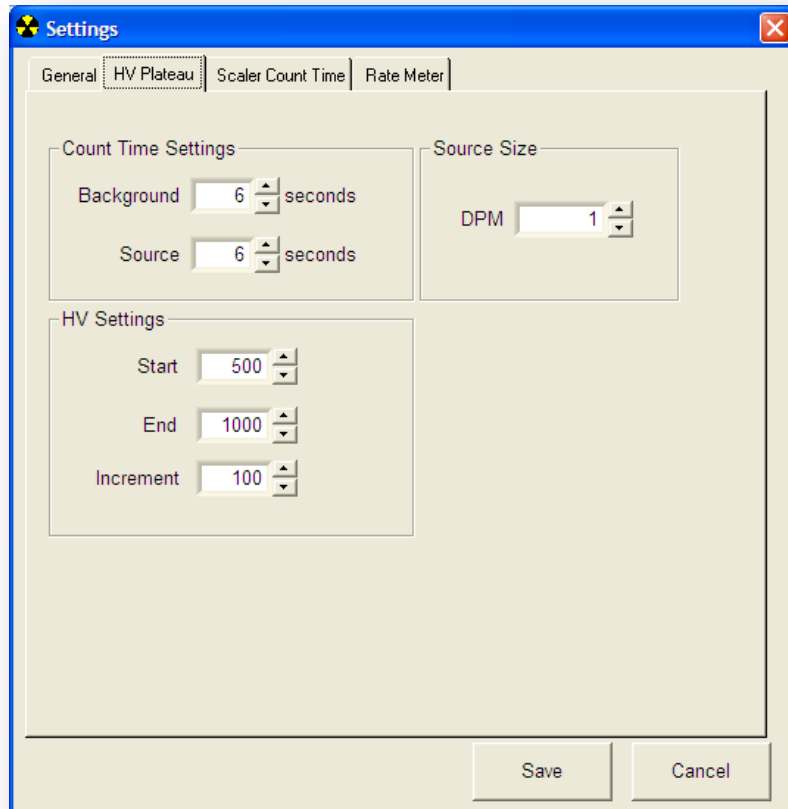 Settings
General HV Plateau Scaler Count Time Rate Meter
Count Time Settings
Background 6 seconds
Source 6 seconds
Source Size
DPM 1
HV Settings
Start 500
End 1000
Increment 100
Save Cancel